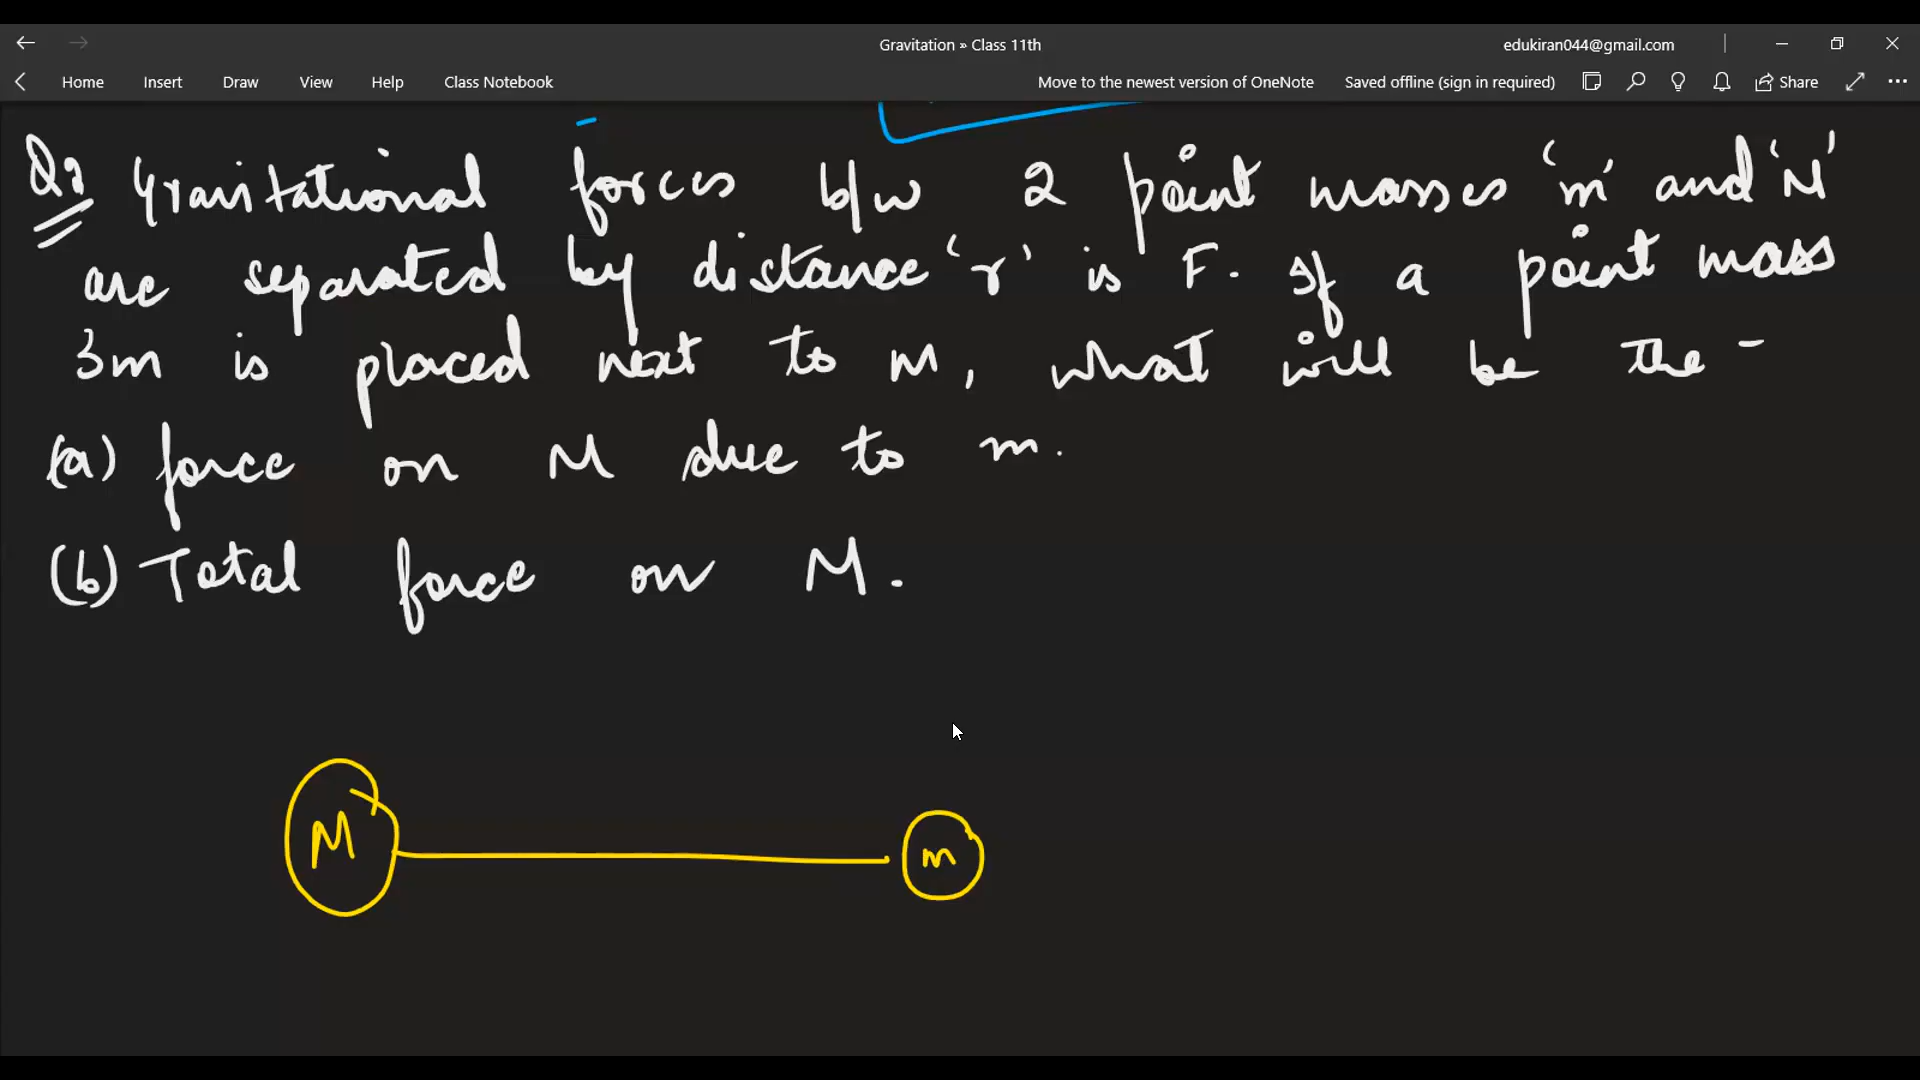 Gravitation » Class 11th
edukiran044@gmail.com
Home Insert Draw View Help Class Notebook
Move to the newest version of OneNote Saved offline (sign in required) Share
Q2 Gravitational forces b/w 2 point masses 'm' and 'M'
are separated by distance 'r' is F. If a point mass
3m is placed next to m, what will be the -
(a) force on M due to m.
(b) Total force on M.
M m